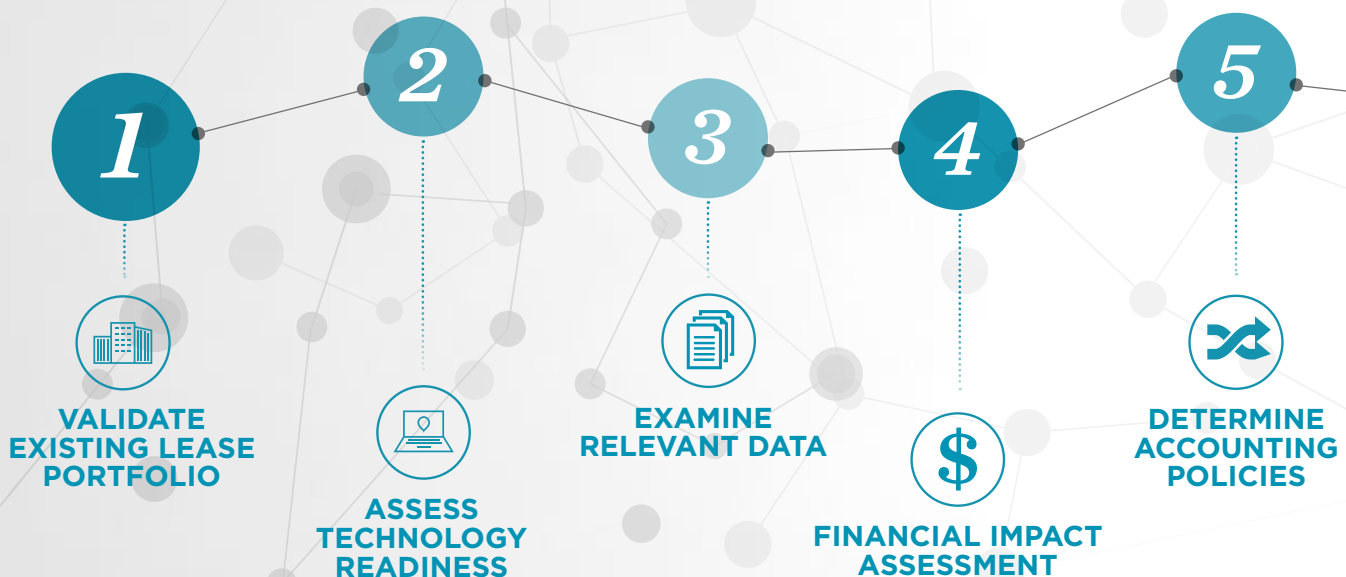 1
VALIDATE
EXISTING LEASE
PORTFOLIO
2
ASSESS
TECHNOLOGY
READINESS
3
EXAMINE
RELEVANT DATA
4
$
FINANCIAL IMPACT
ASSESSMENT
5
DETERMINE
ACCOUNTING
POLICIES